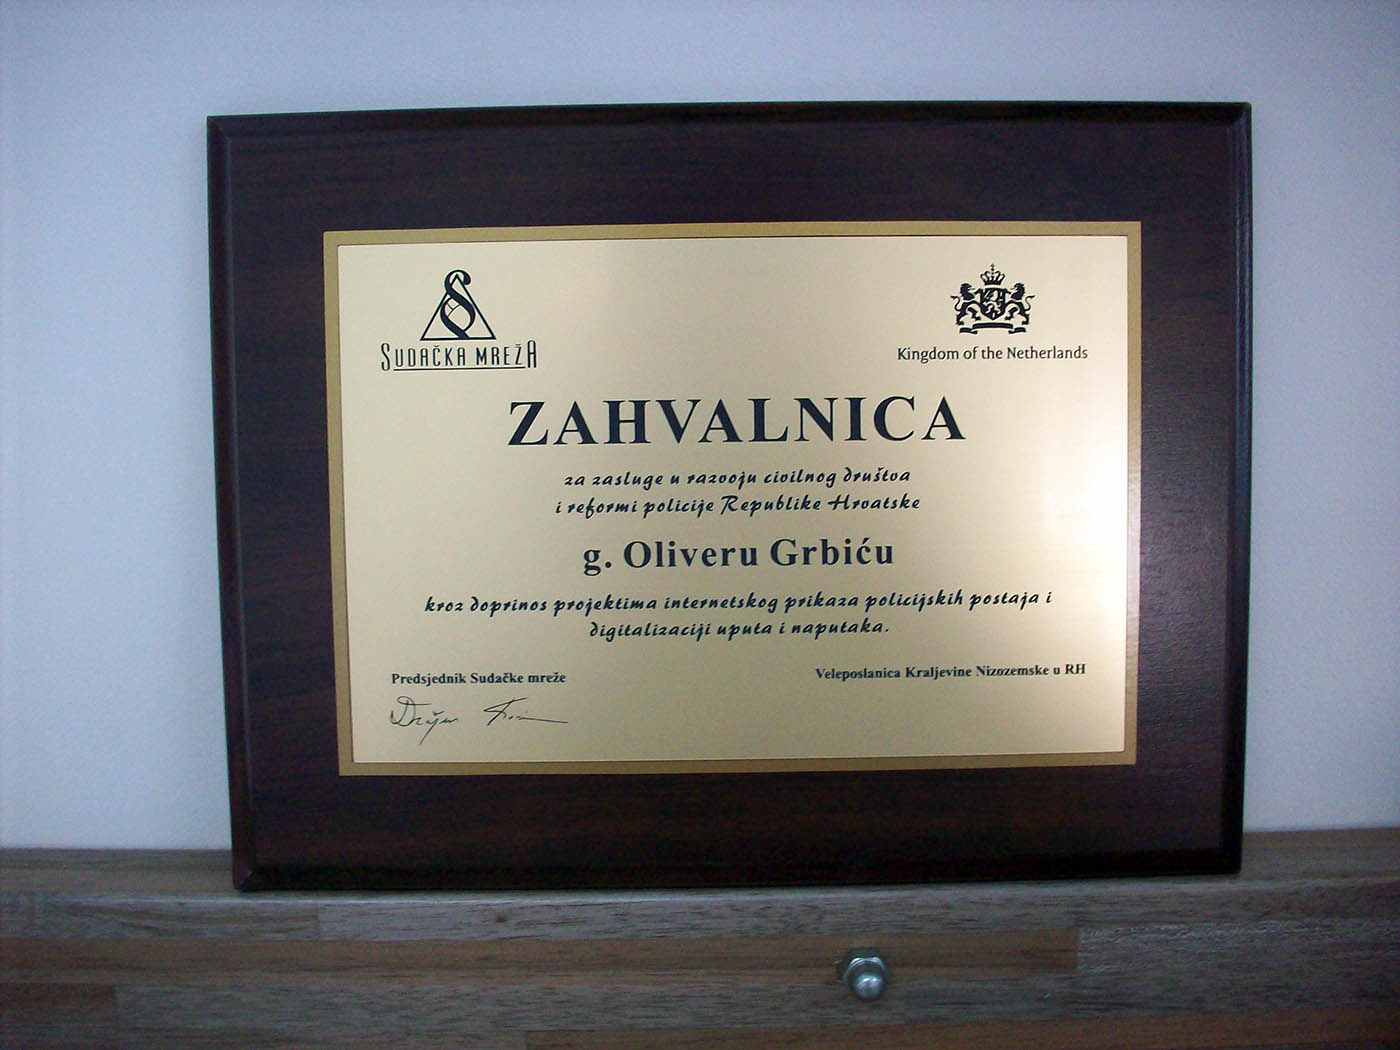 SUDAČKA MREŽA
Kingdom of the Netherlands
ZAHVALNICA
za zasluge u razvoju civilnog društva
i reformi policije Republike Hrvatske
g. Oliveru Grbiću
kroz doprinos projektima internetskog prikaza policijskih postaja i
digitalizaciji uputa i naputaka.
Predsjednik Sudačke mreže
Veleposlanica Kraljevine Nizozemske u RH